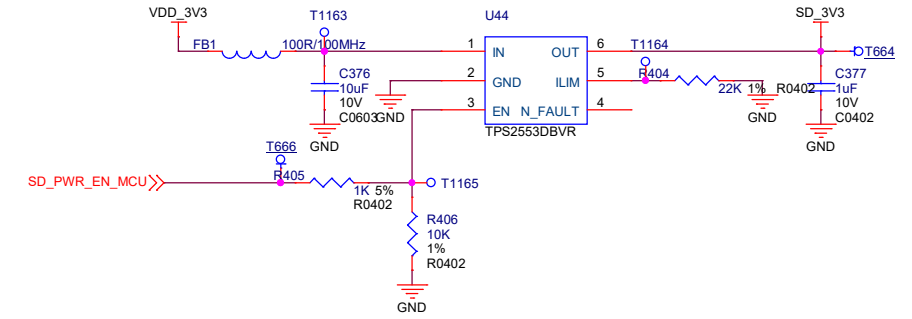 VDD_3V3
T1163
U44
SD_3V3
FB1
100R/100MHz
1
IN
OUT
6
T1164
T664
2
GND
ILIM
5
R404
C376
10uF
10V
C0603
GND
22K
1%
R0402
GND
C377
1uF
10V
C0402
3
EN
N_FAULT
4
TPS2553DBVR
GND
GND
T666
SD_PWR_EN_MCU
R405
1K
5%
R0402
T1165
R406
10K
1%
R0402
GND